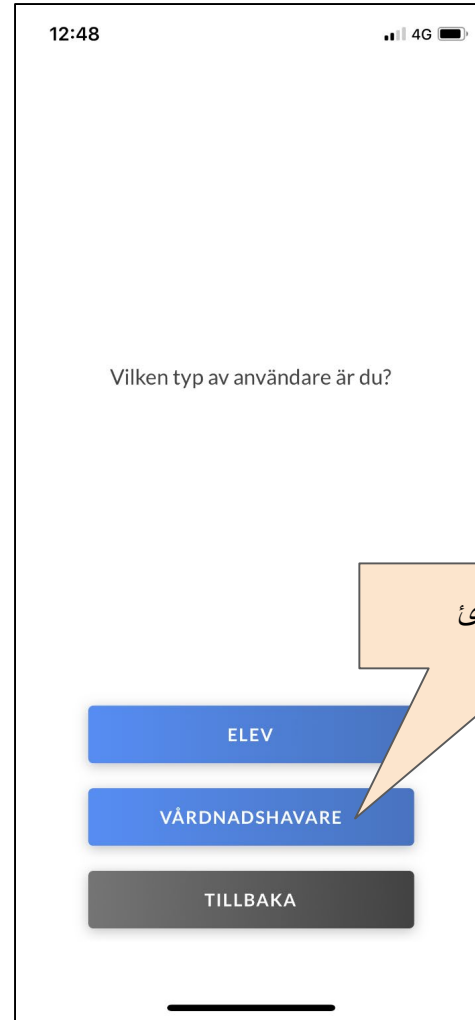 12:48
4G
Vilken typ av användare är du?
ELEV
VÅRDNADSHAVARE
TILLBAKA